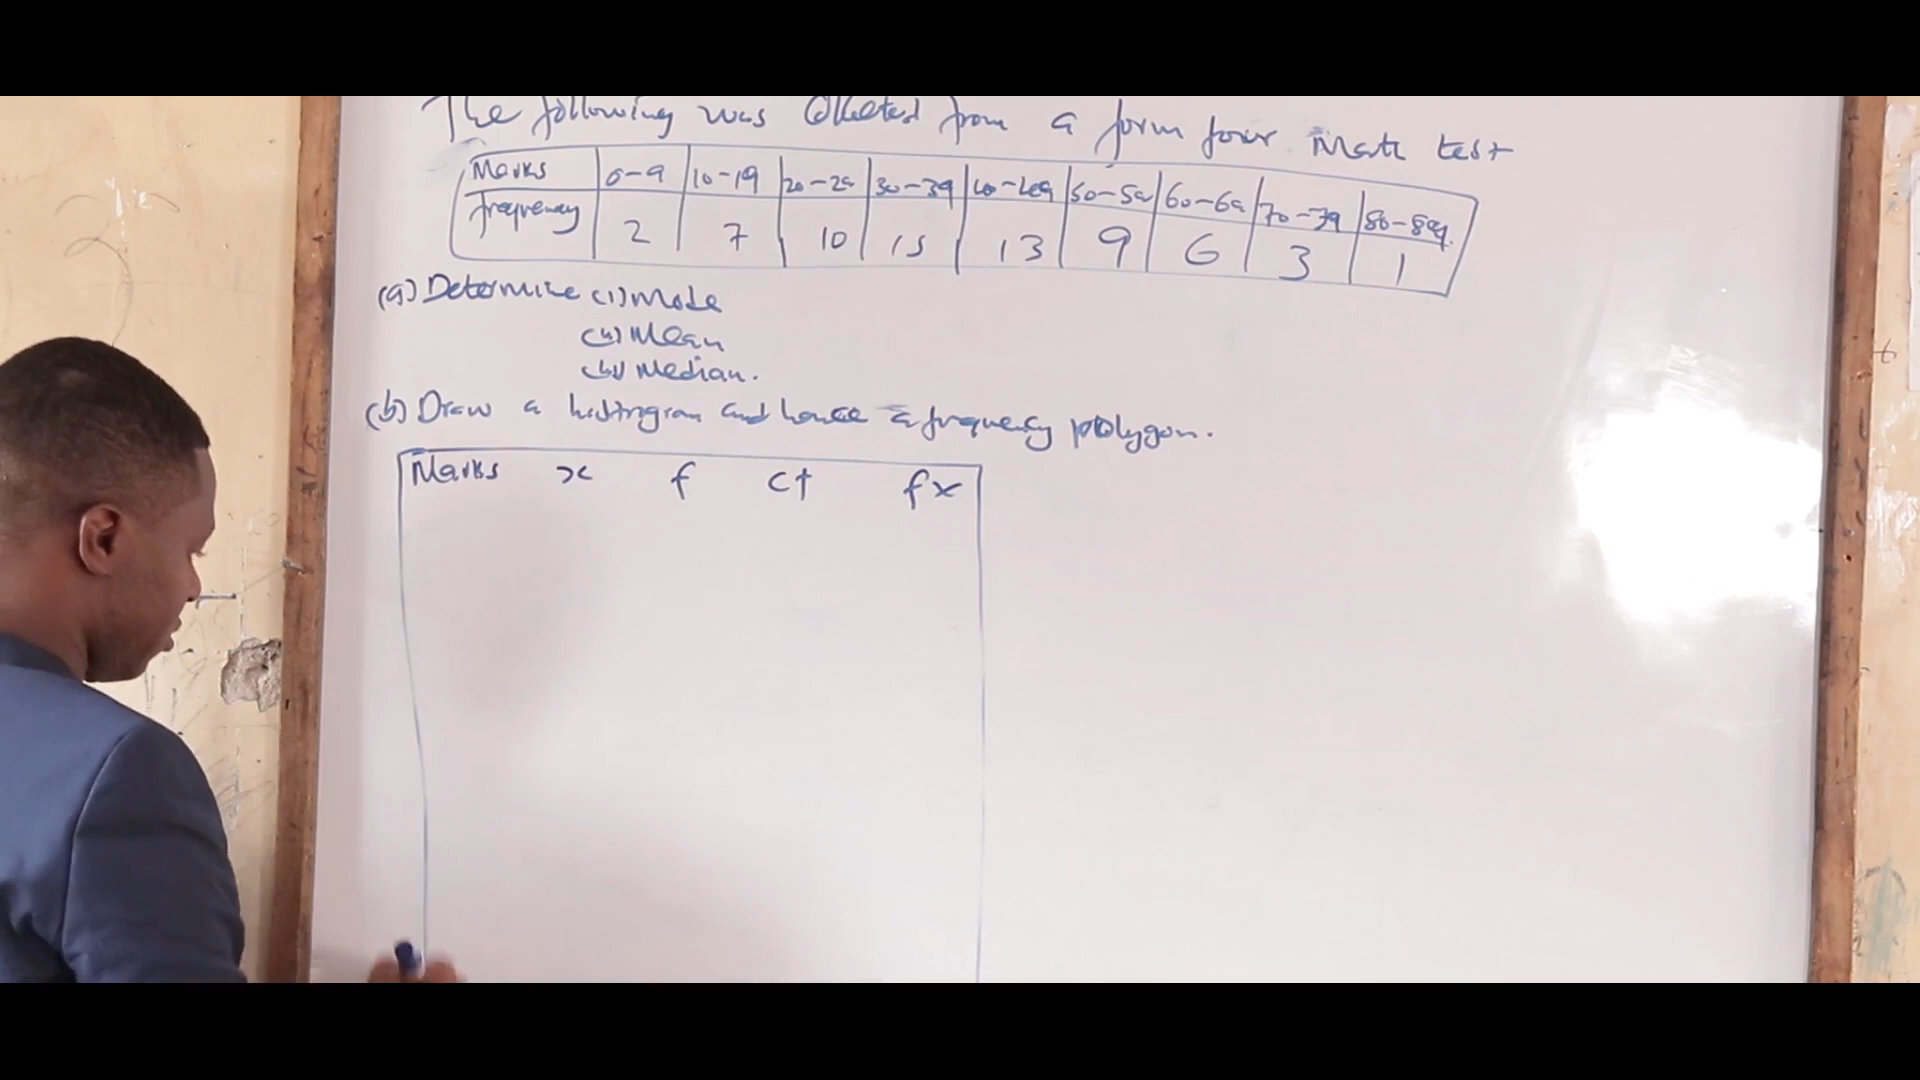 The following was collected from a form four Math test
Marks 0-9 10-19 20-29 30-39 40-49 50-59 60-69 70-79 80-89
frequency 2 7 10 15 13 9 6 3 1
(a) Determine (i) Mode
(ii) Mean
(iii) Median.
(b) Draw a histogram and hence a frequency polygon.
Marks x f cf fx